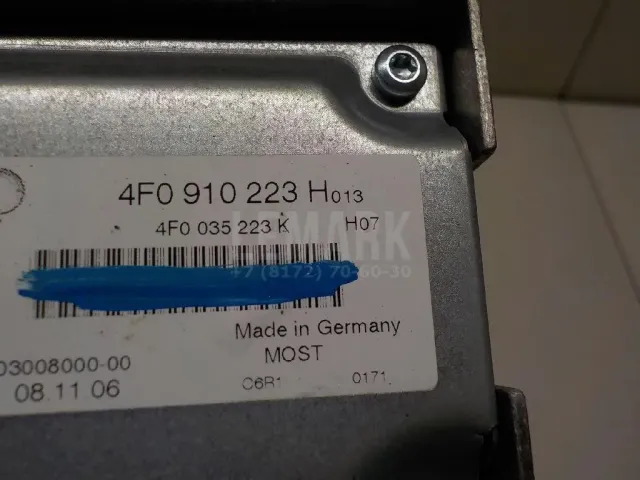 4F0 910 223 H013
4F0 035 223 K H07
LEMARK
+7 (8172) 70-60-30
Made in Germany
MOST
03008000-00
08 11 06
C6R1 0171